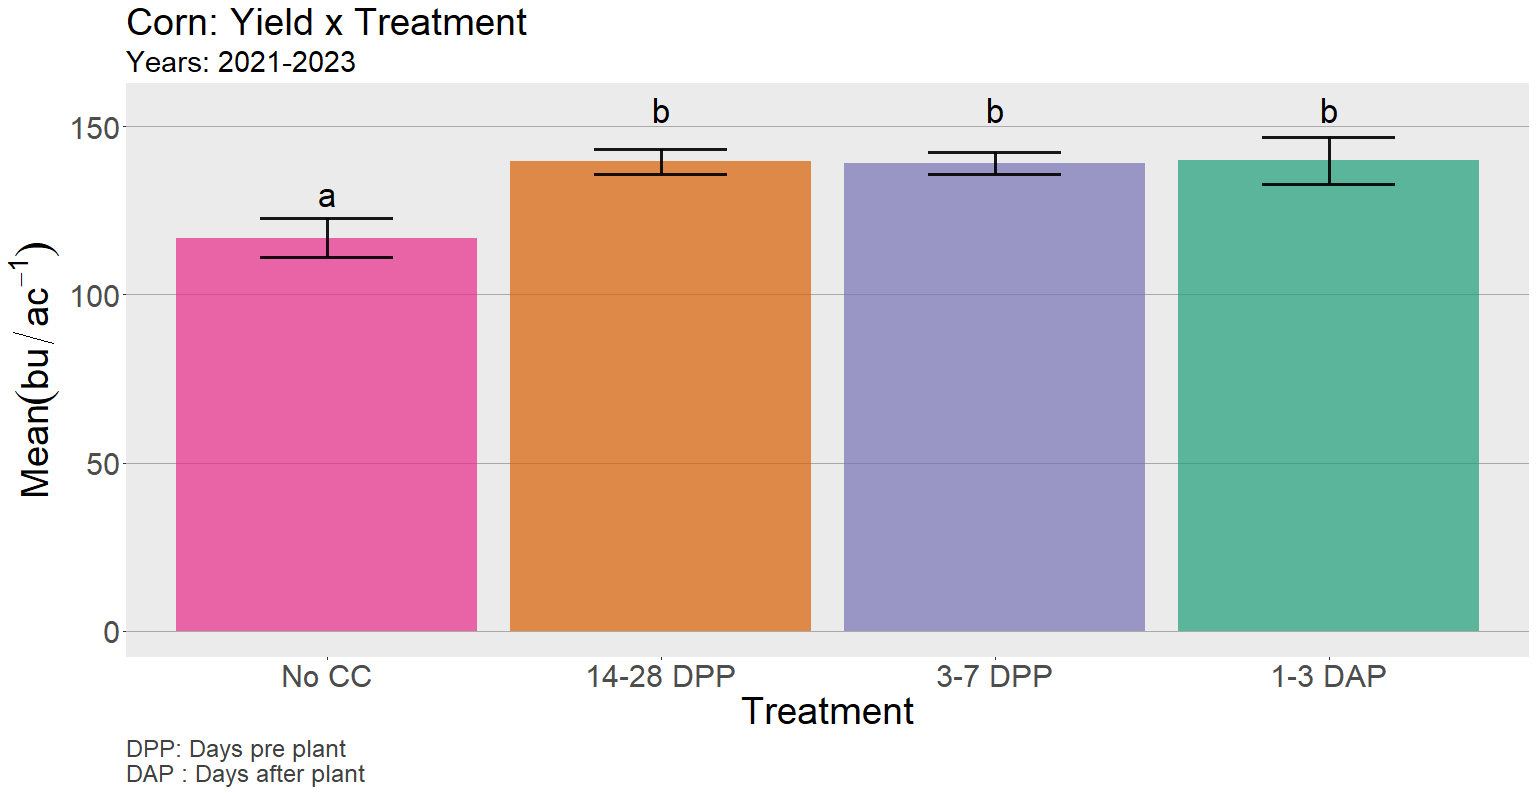 Corn: Yield x Treatment
Years: 2021-2023
Mean(bu/ac⁻¹)
150
100
50
0
a
b
b
b
No CC
14-28 DPP
3-7 DPP
1-3 DAP
Treatment
DPP: Days pre plant
DAP : Days after plant